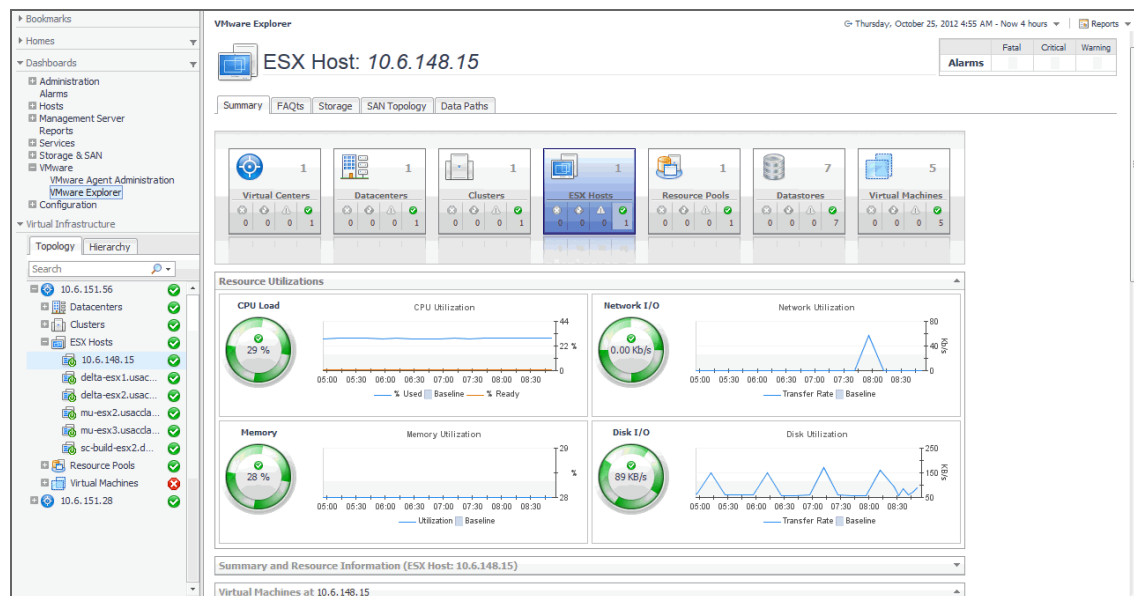 Bookmarks
Homes
Dashboards
Administration
Alarms
Hosts
Management Server
Reports
Services
Storage & SAN
VMware
VMware Agent Administration
VMware Explorer
Configuration
Virtual Infrastructure
Topology Hierarchy
Search
10.6.151.56
Datacenters
Clusters
ESX Hosts
10.6.148.15
delta-esx1.usac...
delta-esx2.usac...
mu-esx2.usaccla...
mu-esx3.usaccla...
sc-build-esx2.d...
Resource Pools
Virtual Machines
10.6.151.28
VMware Explorer
Thursday, October 25, 2012 4:55 AM - Now 4 hours Reports
ESX Host: 10.6.148.15
Fatal Critical Warning
Alarms
Summary FAQts Storage SAN Topology Data Paths
1 1 1 1 1 7 5
Virtual Centers Datacenters Clusters ESX Hosts Resource Pools Datastores Virtual Machines
0 0 0 1 0 0 0 1 0 0 0 1 0 0 0 1 0 0 0 1 0 0 0 7 0 0 0 5
Resource Utilizations
CPU Load
29 %
CPU Utilization
44
22 %
0
05:00 05:30 06:00 06:30 07:00 07:30 08:00 08:30
% Used Baseline % Ready
Network I/O
0.00 Kb/s
Network Utilization
80
40
0
Kb/s
05:00 05:30 06:00 06:30 07:00 07:30 08:00 08:30
Transfer Rate Baseline
Memory
28 %
Memory Utilization
29
%
28
05:00 05:30 06:00 06:30 07:00 07:30 08:00 08:30
Utilization Baseline
Disk I/O
89 KB/s
Disk Utilization
250
150
50
KB/s
05:00 05:30 06:00 06:30 07:00 07:30 08:00 08:30
Transfer Rate Baseline
Summary and Resource Information (ESX Host: 10.6.148.15)
Virtual Machines at 10.6.148.15